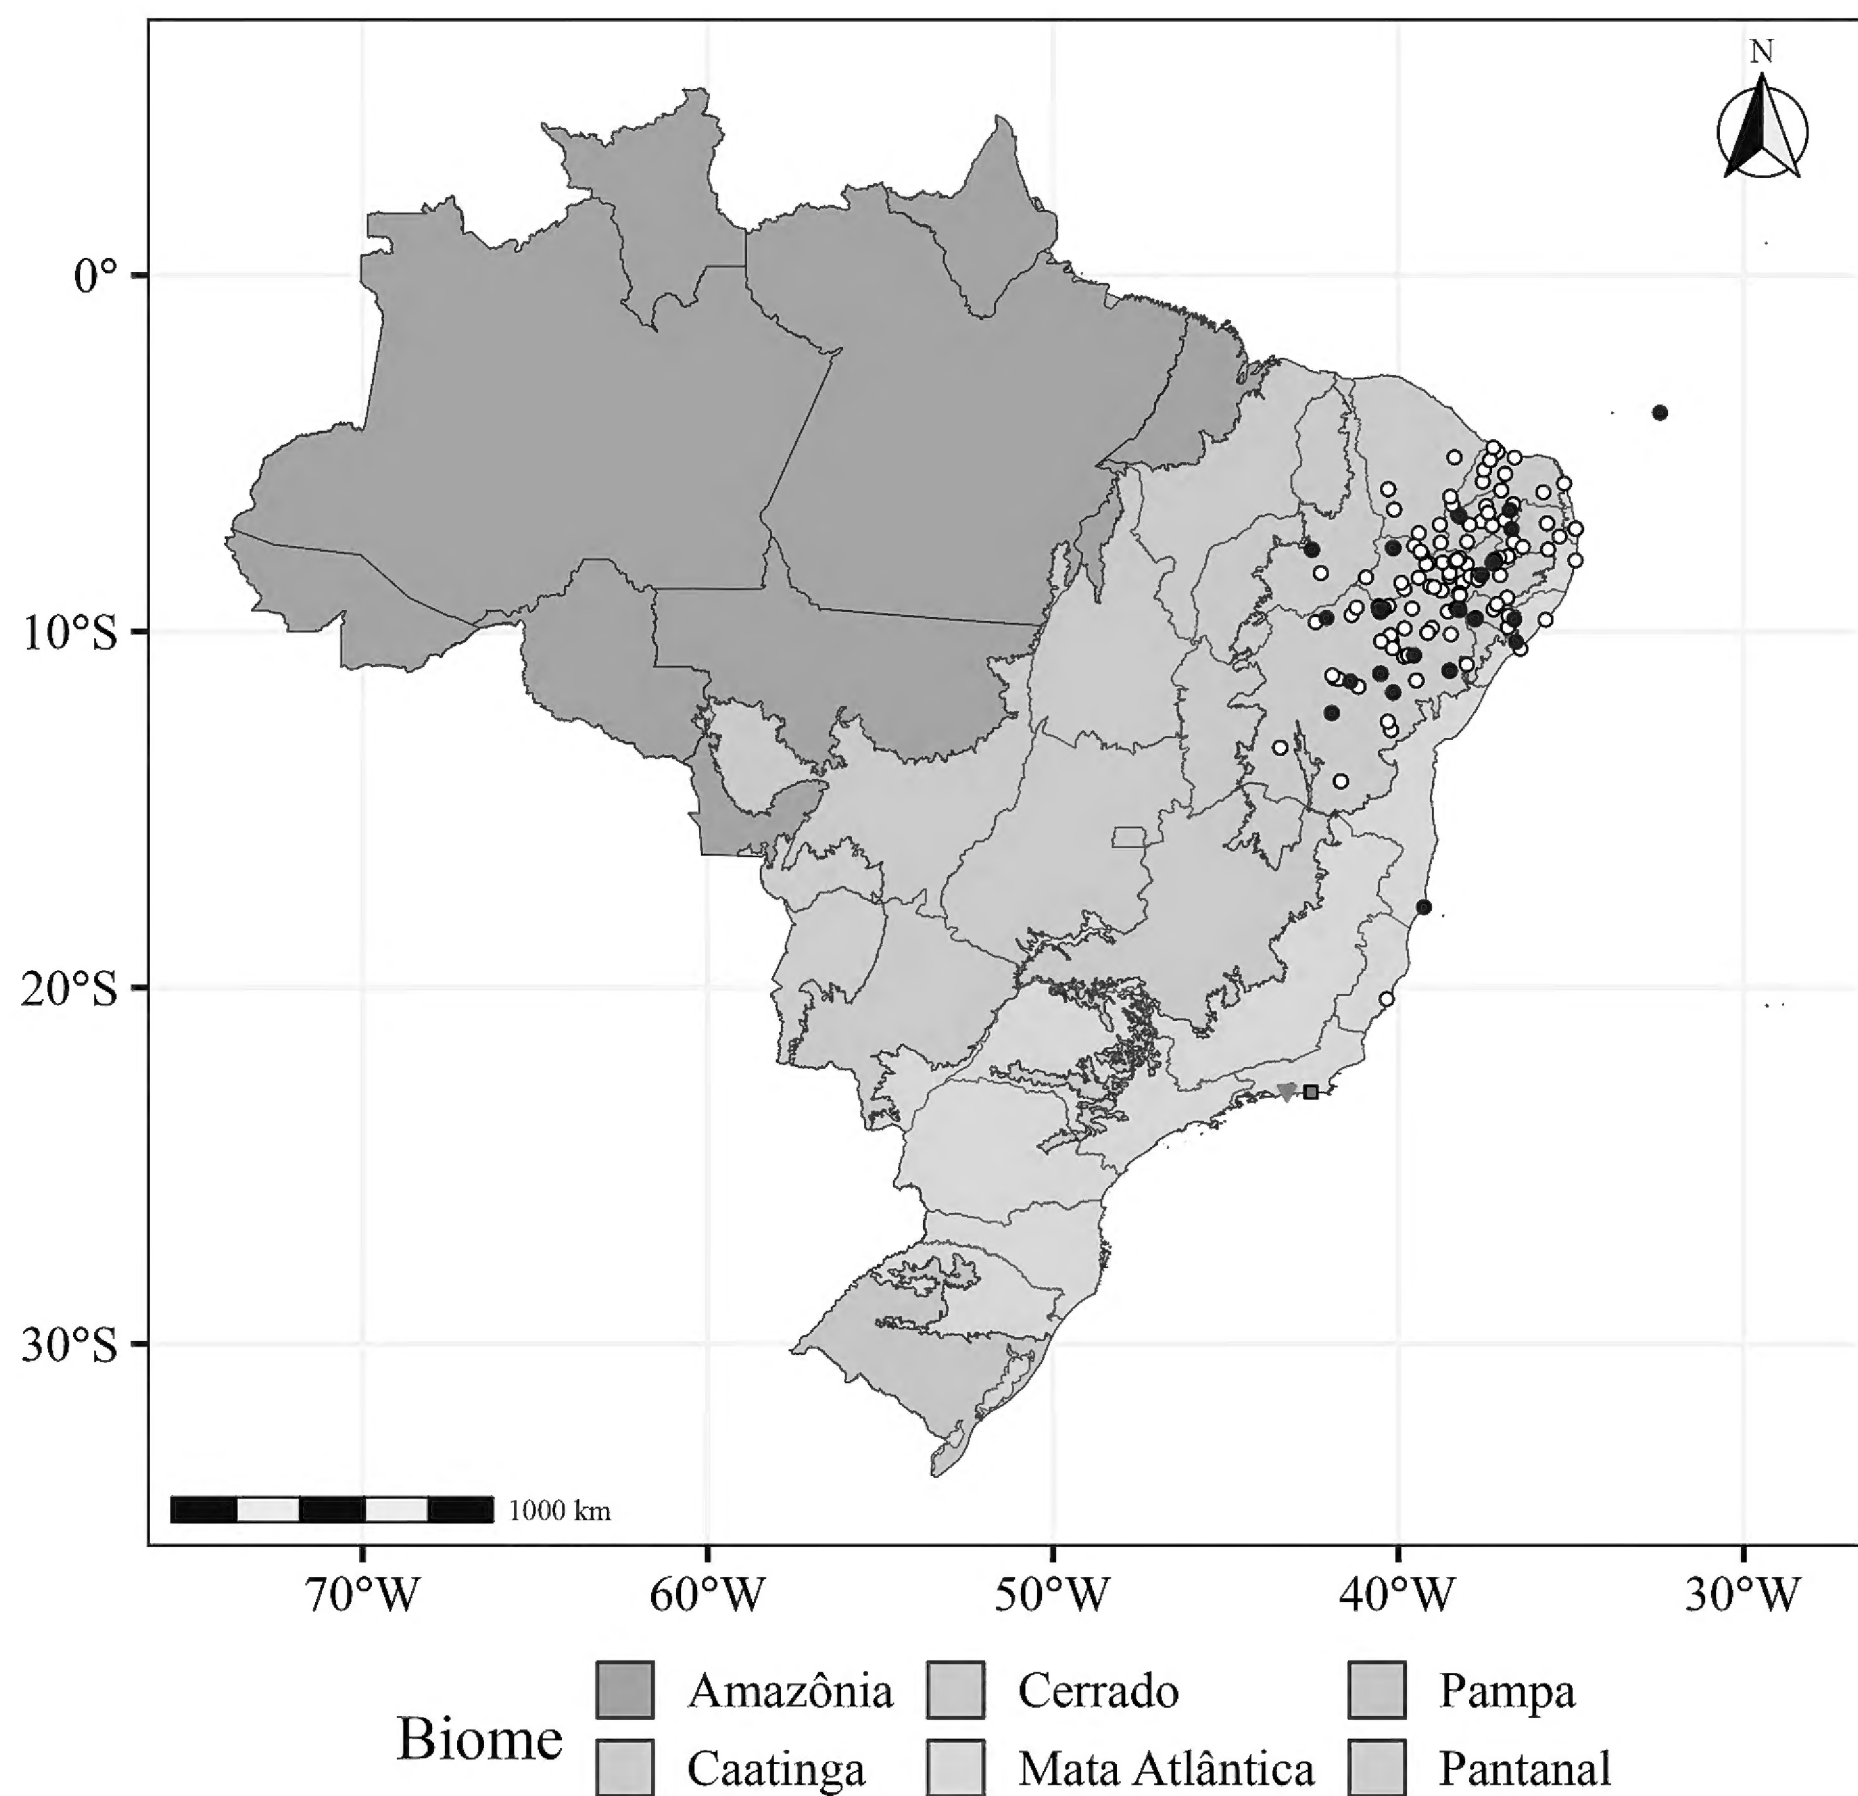 N
0°
10°S
20°S
30°S
1000 km
70°W 60°W 50°W 40°W 30°W
Biome
Amazônia Cerrado Pampa
Caatinga Mata Atlântica Pantanal